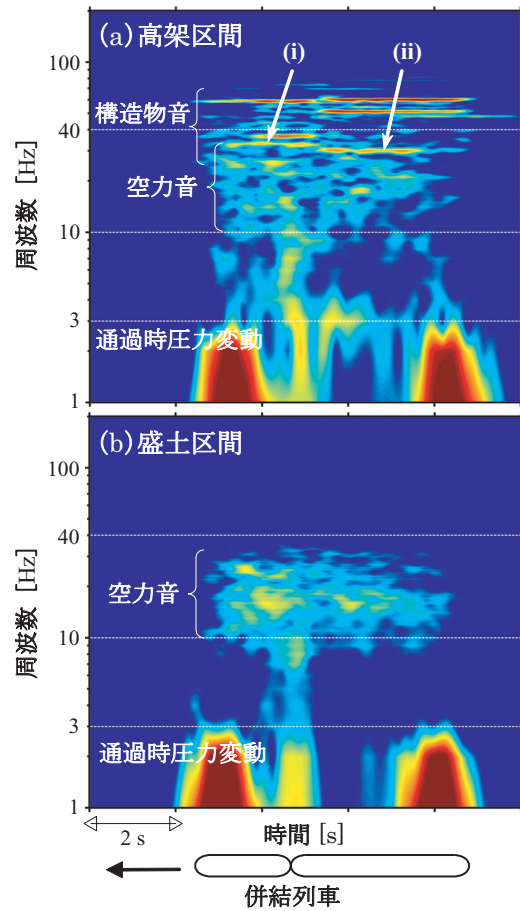 (a)高架区間
(i)
(ii)
構造物音
空力音
通過時圧力変動
周波数 [Hz]
100
40
10
3
1
(b)盛土区間
空力音
通過時圧力変動
周波数 [Hz]
100
40
10
3
1
2 s
時間 [s]
併結列車